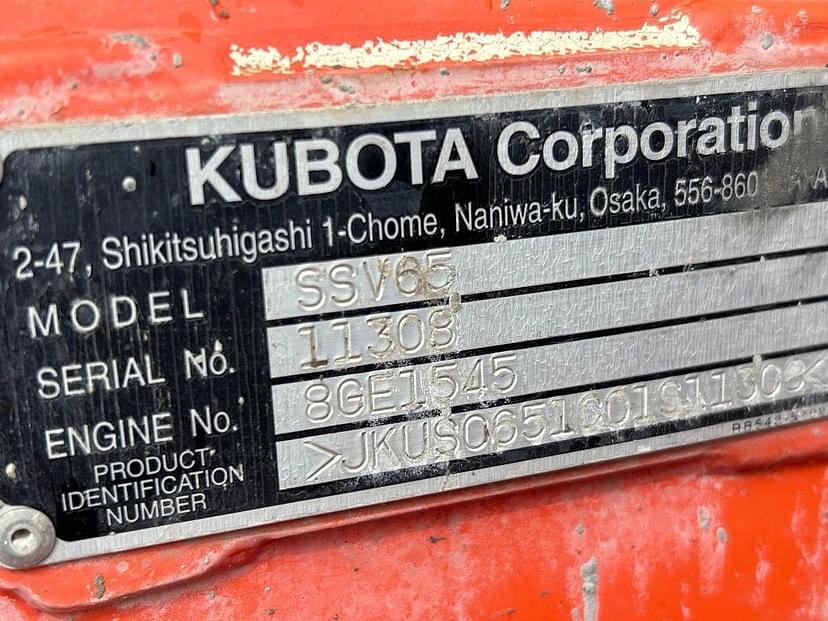 KUBOTA Corporation
2-47, Shikitsuhigashi 1-Chome, Naniwa-ku, Osaka, 556-860
MODEL SSV65
SERIAL No. 11308
ENGINE No. 8GE1545
PRODUCT
IDENTIFICATION
NUMBER
>JKUS0651C01S11308<